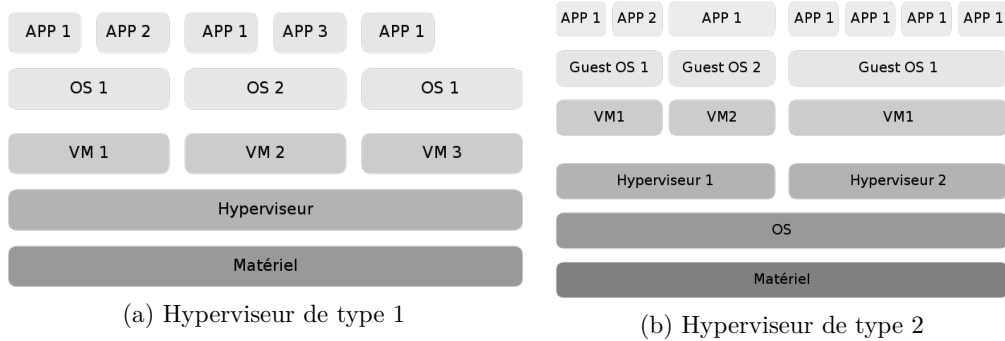 APP 1 APP 2 APP 1 APP 3 APP 1
OS 1 OS 2 OS 1
VM 1 VM 2 VM 3
Hyperviseur
Matériel
(a) Hyperviseur de type 1
APP 1 APP 2 APP 1 APP 1 APP 1 APP 1 APP 1
Guest OS 1 Guest OS 2 Guest OS 1
VM1 VM2 VM1
Hyperviseur 1 Hyperviseur 2
OS
Matériel
(b) Hyperviseur de type 2